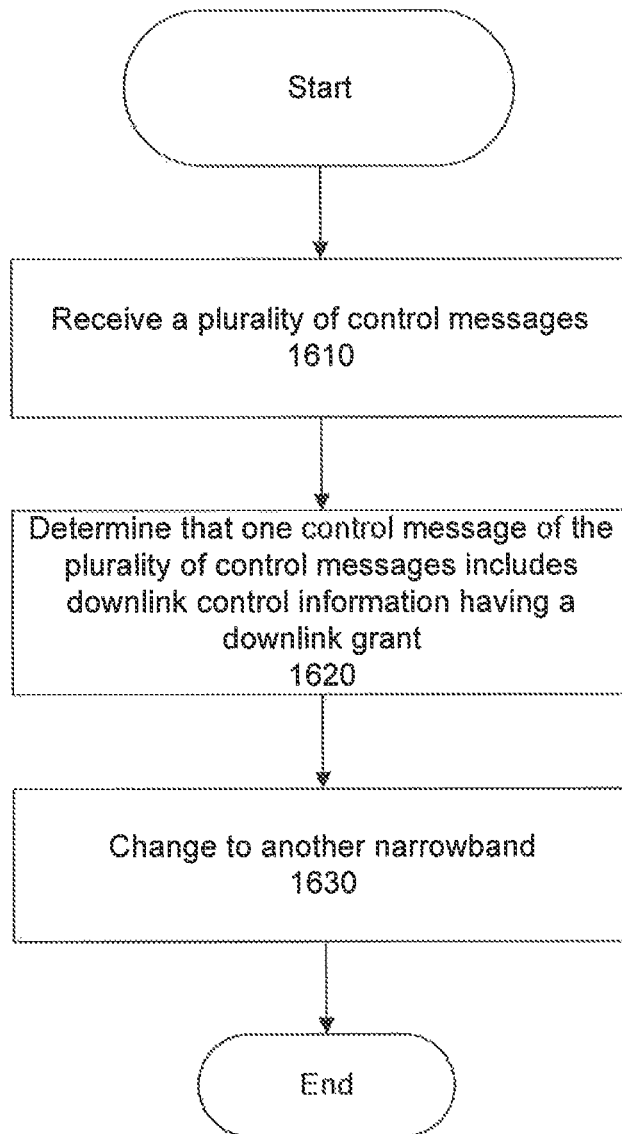 Start
Receive a plurality of control messages
1610
Determine that one control message of the
plurality of control messages includes
downlink control information having a
downlink grant
1620
Change to another narrowband
1630
End